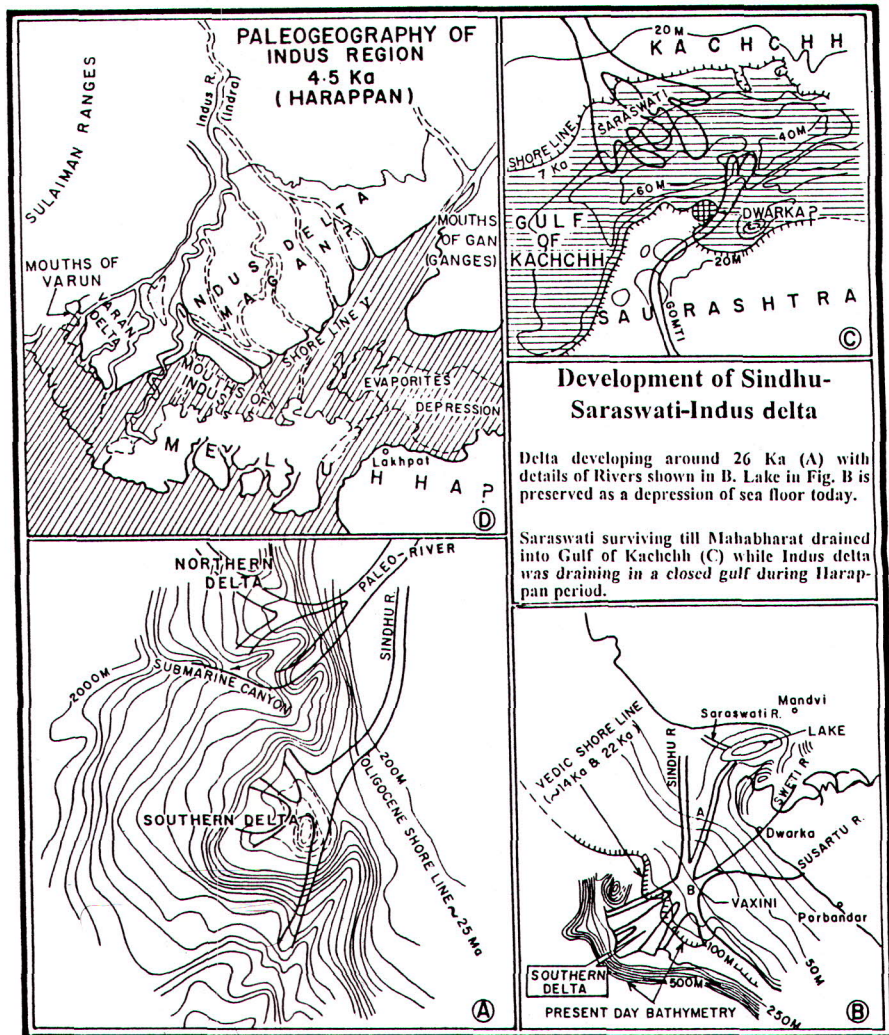 PALEOGEOGRAPHY OF
INDUS REGION
4.5 Ka
(HARAPPAN)
SULAIMAN RANGES
Indus R.
(Indra)
INDUS DELTA
MAGAN?
MOUTHS OF
VARUN
VARAN
DELTA
MOUTHS
OF GAN
(GANGES)
SHORE LINE
MOUTHS OF
INDUS
EVAPORITES
DEPRESSION
MEL
Lakhpat
HHA?
D
20M
KACHCHH
SARASWATI
SHORE LINE
7 Ka
40M
60M
GULF
OF
KACHCHH
DWARKA?
20M
SAURASHTRA
GOMTI
C
Development of Sindhu-
Saraswati-Indus delta
Delta developing around 26 Ka (A) with
details of Rivers shown in B. Lake in Fig. B is
preserved as a depression of sea floor today.
Saraswati surviving till Mahabharat drained
into Gulf of Kachchh (C) while Indus delta
was draining in a closed gulf during Harap-
pan period.
NORTHERN
DELTA
PALEO-RIVER
SINDHU R.
2000M
SUBMARINE CANYON
200M
OLIGOCENE SHORE LINE ~ 25 Ma
SOUTHERN DELTA
A
Mandvi
Saraswati R.
LAKE
VEDIC SHORE LINE
(~14 Ka & 22 Ka)
SINDHU R.
SWETI R.
A
Dwarka
SUSARTU R.
B
VAXINI
Porbandar
SOUTHERN
DELTA
100M
50M
500M
250M
PRESENT DAY BATHYMETRY
B